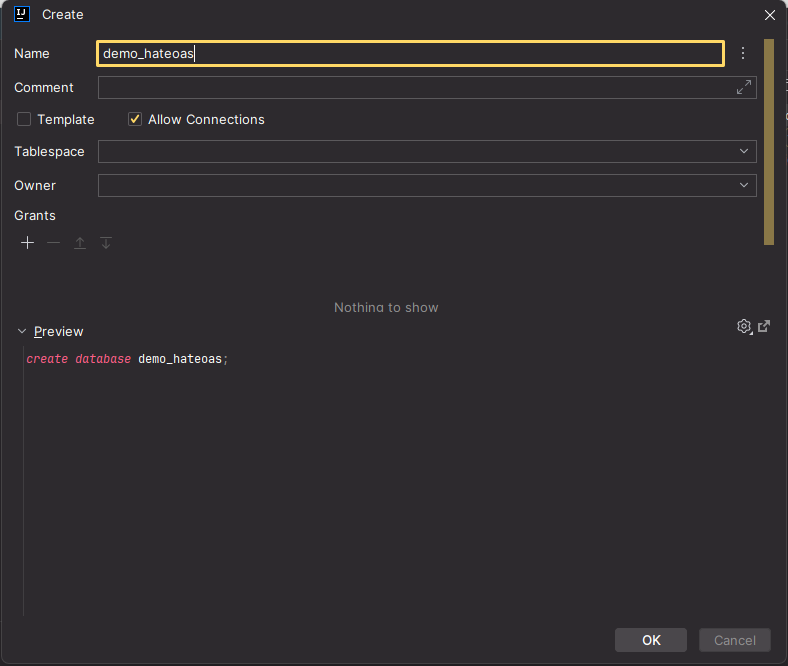 IJ Create
Name demo_hateoas
Comment
Template Allow Connections
Tablespace
Owner
Grants
Nothing to show
Preview
create database demo_hateoas;
OK Cancel